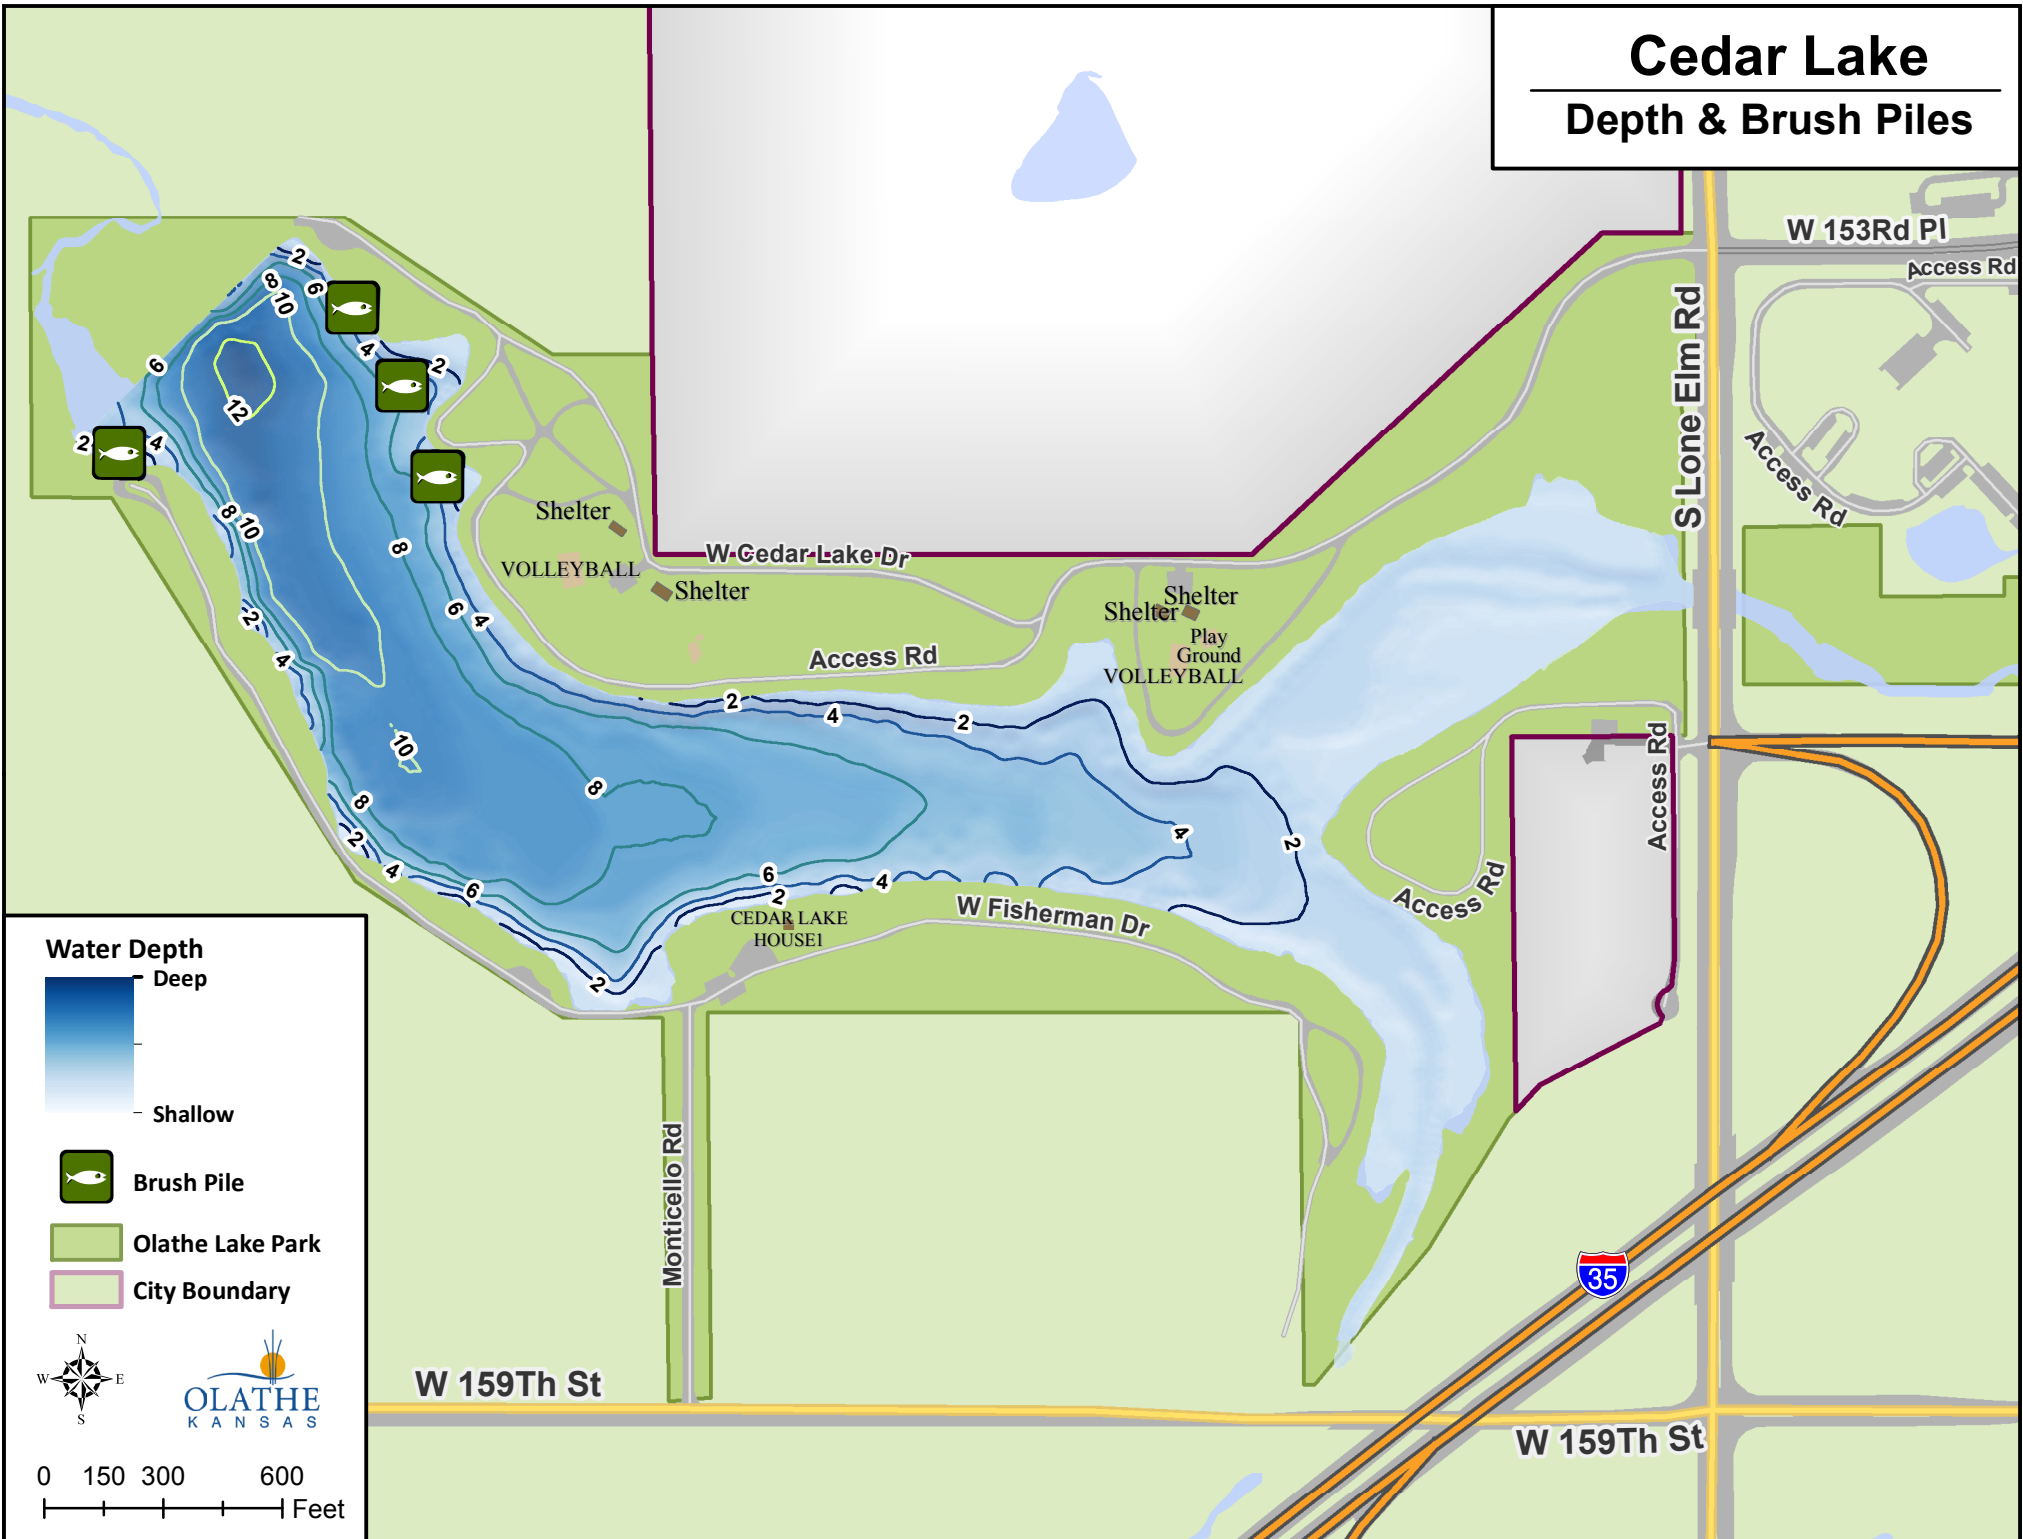 Cedar Lake
Depth & Brush Piles
W 153Rd Pl
Access Rd
S Lone Elm Rd
Access Rd
2
8
6
10
4
2
6
12
2
4
8
10
8
2
4
6
4
Shelter
VOLLEYBALL
Shelter
W Cedar Lake Dr
Shelter
Shelter
Play
Ground
VOLLEYBALL
Access Rd
2
4
2
10
8
8
2
4
6
4
2
6
2
4
2
CEDAR LAKE
HOUSE1
W Fisherman Dr
Access Rd
Access Rd
Monticello Rd
35
W 159Th St
W 159Th St
Water Depth
Deep
Shallow
Brush Pile
Olathe Lake Park
City Boundary
N
W
E
S
OLATHE
KANSAS
0 150 300 600
Feet